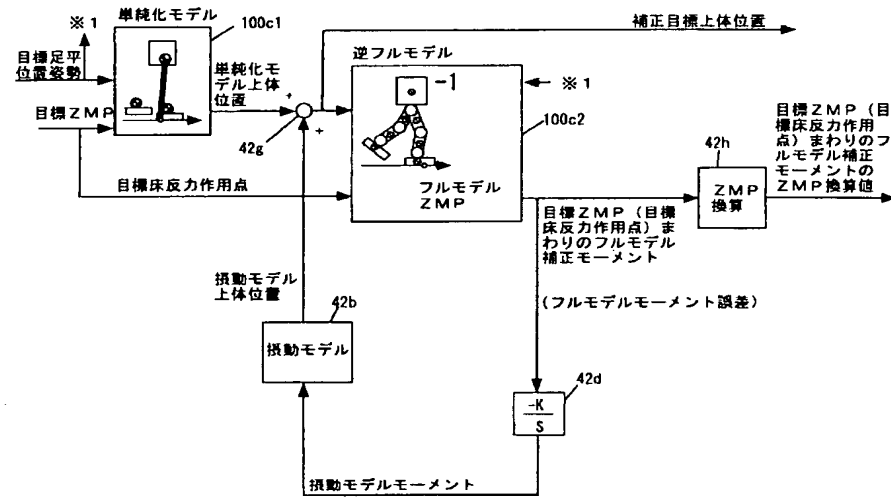 ※1
単純化モデル
100c1
補正目標上体位置
目標足平
位置姿勢
単純化モ
デル上体
位置
逆フルモデル
※1
-1
目標ZMP
+
+
42g
100c2
42h
目標ZMP(目
標床反力作用
点)まわりのフ
ルモデル補正
モーメントの
ZMP換算値
ZMP
換算
目標床反力作用点
フルモデル
ZMP
目標ZMP(目標
床反力作用点)ま
わりのフルモデル
補正モーメント
摂動モデル
上体位置
(フルモデルモーメント誤差)
42b
摂動モデル
42d
-K
S
摂動モデルモーメント